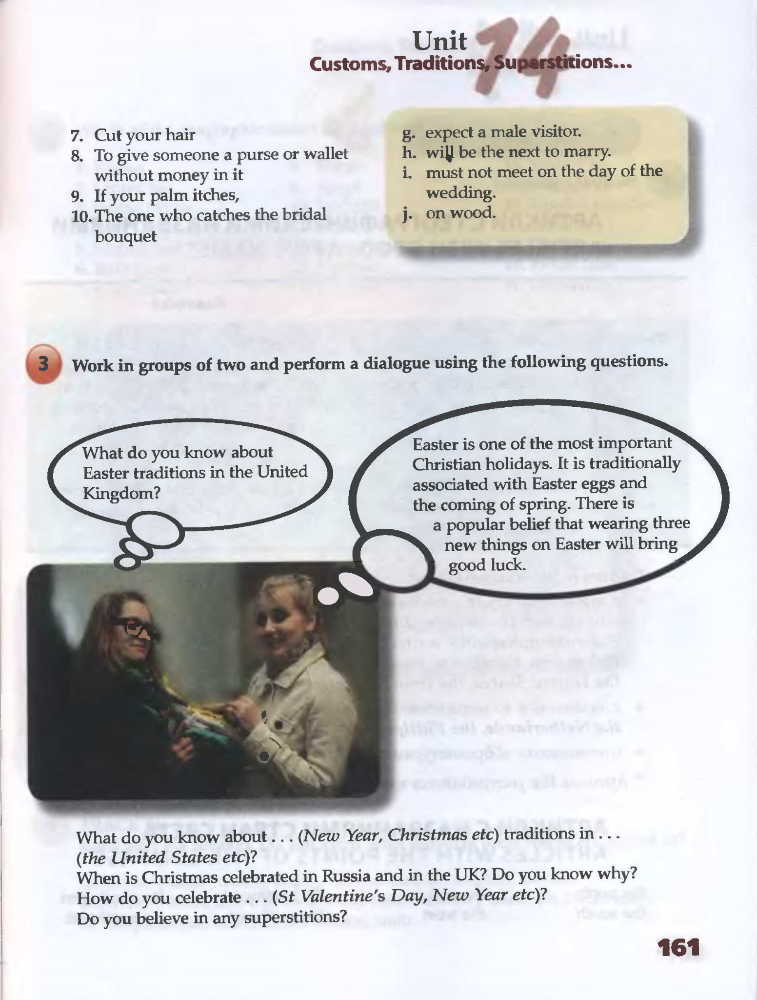 Unit 14
Customs, Traditions, Superstitions...
7. Cut your hair
8. To give someone a purse or wallet
without money in it
9. If your palm itches,
10. The one who catches the bridal
bouquet
g. expect a male visitor.
h. will be the next to marry.
i. must not meet on the day of the
wedding.
j. on wood.
3 Work in groups of two and perform a dialogue using the following questions.
What do you know about
Easter traditions in the United
Kingdom?
Easter is one of the most important
Christian holidays. It is traditionally
associated with Easter eggs and
the coming of spring. There is
a popular belief that wearing three
new things on Easter will bring
good luck.
What do you know about . . . (New Year, Christmas etc) traditions in . . .
(the United States etc)?
When is Christmas celebrated in Russia and in the UK? Do you know why?
How do you celebrate . . . (St Valentine's Day, New Year etc)?
Do you believe in any superstitions?
161